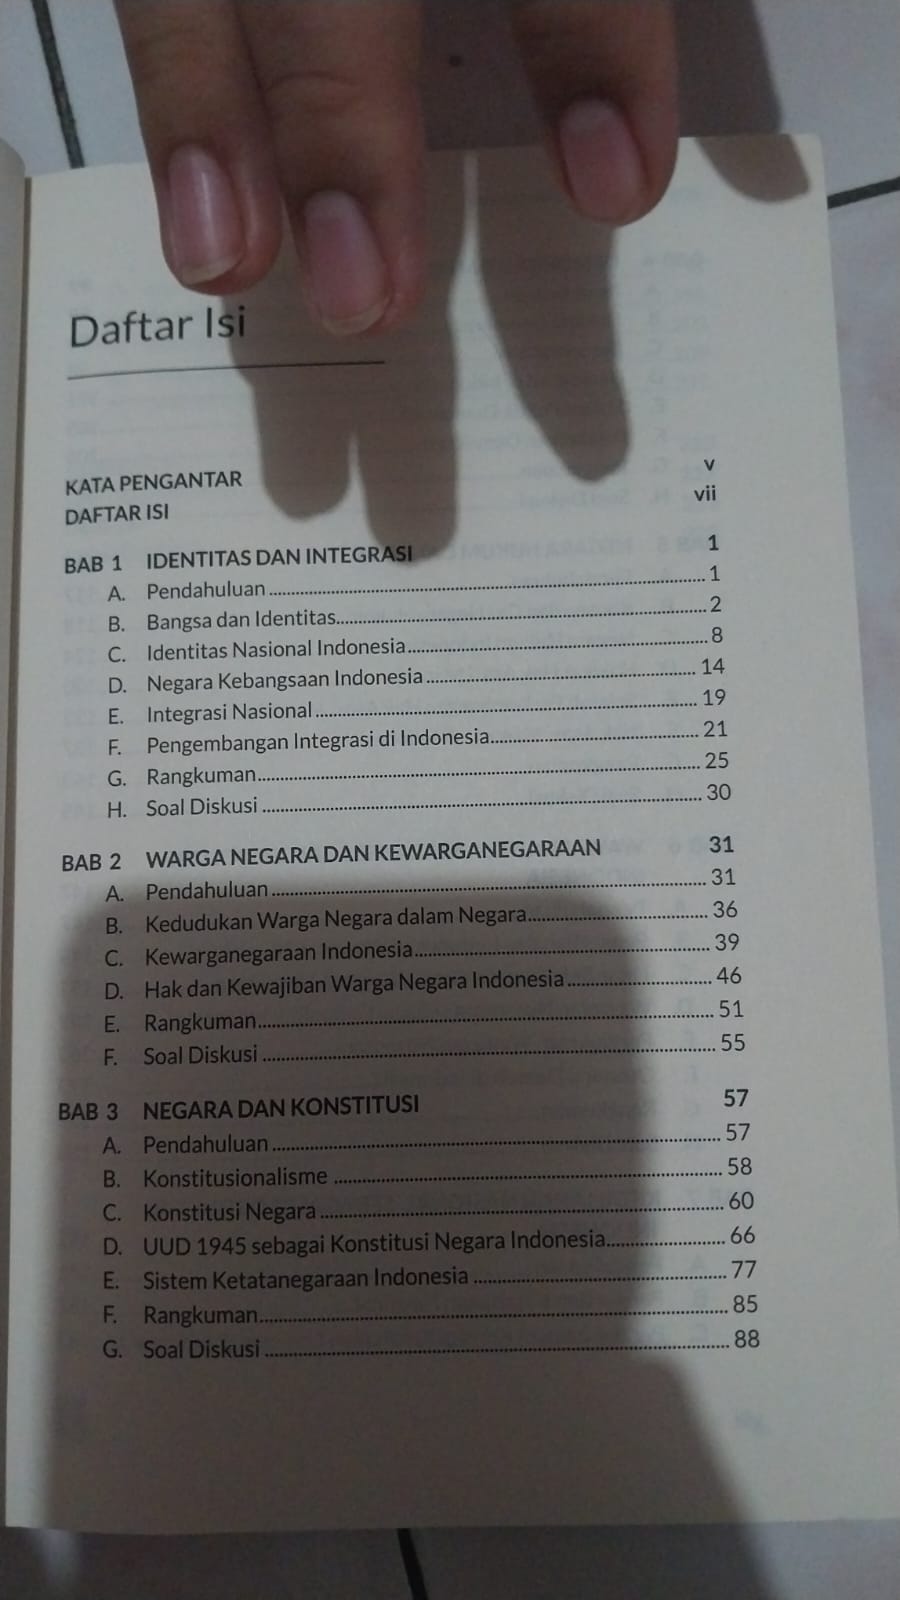 Daftar Isi
KATA PENGANTAR v
DAFTAR ISI vii
BAB 1 IDENTITAS DAN INTEGRASI 1
A. Pendahuluan 1
B. Bangsa dan Identitas 2
C. Identitas Nasional Indonesia 8
D. Negara Kebangsaan Indonesia 14
E. Integrasi Nasional 19
F. Pengembangan Integrasi di Indonesia 21
G. Rangkuman 25
H. Soal Diskusi 30
BAB 2 WARGA NEGARA DAN KEWARGANEGARAAN 31
A. Pendahuluan 31
B. Kedudukan Warga Negara dalam Negara 36
C. Kewarganegaraan Indonesia 39
D. Hak dan Kewajiban Warga Negara Indonesia 46
E. Rangkuman 51
F. Soal Diskusi 55
BAB 3 NEGARA DAN KONSTITUSI 57
A. Pendahuluan 57
B. Konstitusionalisme 58
C. Konstitusi Negara 60
D. UUD 1945 sebagai Konstitusi Negara Indonesia 66
E. Sistem Ketatanegaraan Indonesia 77
F. Rangkuman 85
G. Soal Diskusi 88